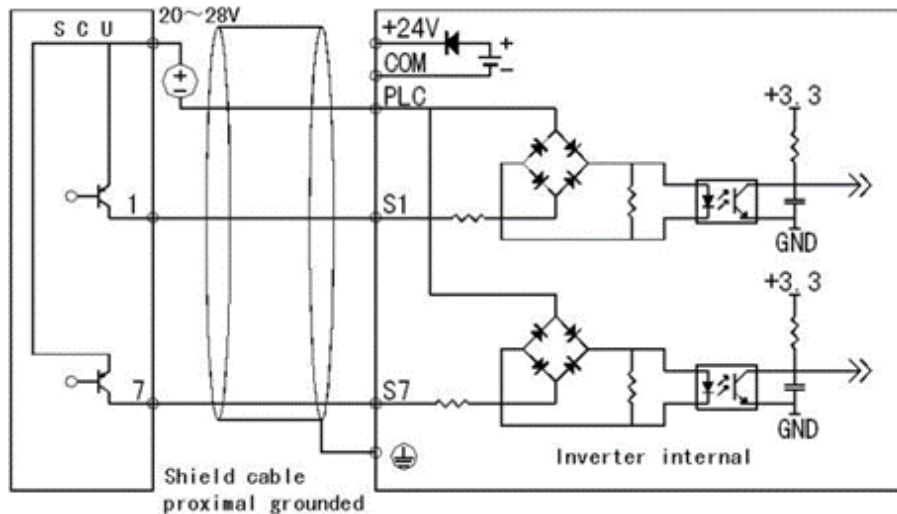 SCU
20～28V
+
-
1
7
Shield cable
proximal grounded
+24V
+
-
COM
PLC
S1
S7
+3.3
GND
+3.3
GND
Inverter internal